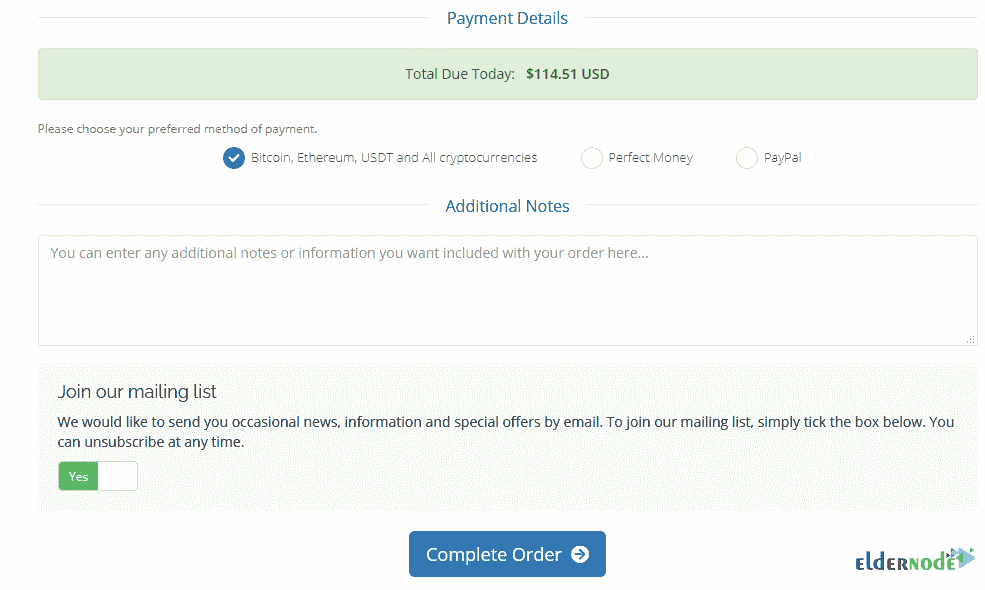 Payment Details
Total Due Today: $114.51 USD
Please choose your preferred method of payment.
Bitcoin, Ethereum, USDT and All cryptocurrencies Perfect Money PayPal
Additional Notes
You can enter any additional notes or information you want included with your order here...
Join our mailing list
We would like to send you occasional news, information and special offers by email. To join our mailing list, simply tick the box below. You
can unsubscribe at any time.
Yes
Complete Order
eldernode